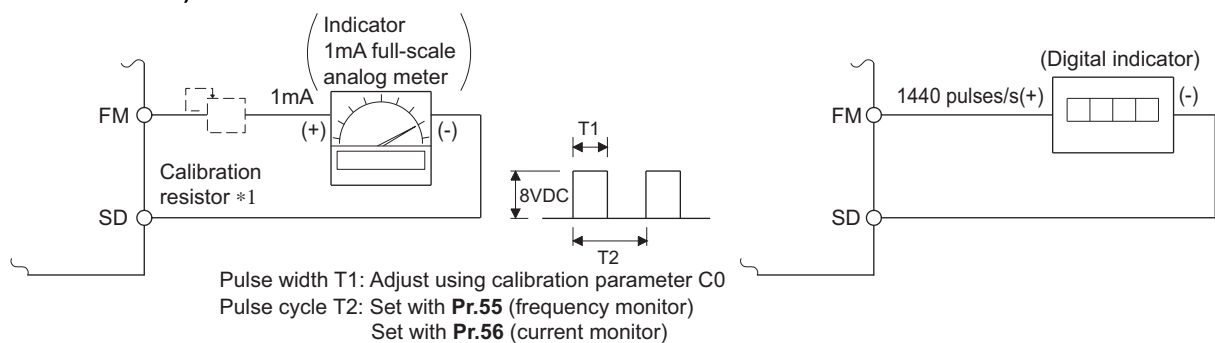 Indicator
1mA full-scale
analog meter
FM
1mA
(+)
(-)
Calibration
resistor *1
SD
T1
8VDC
T2
Pulse width T1: Adjust using calibration parameter C0
Pulse cycle T2: Set with Pr.55 (frequency monitor)
Set with Pr.56 (current monitor)
(Digital indicator)
FM
1440 pulses/s(+)
(-)
SD